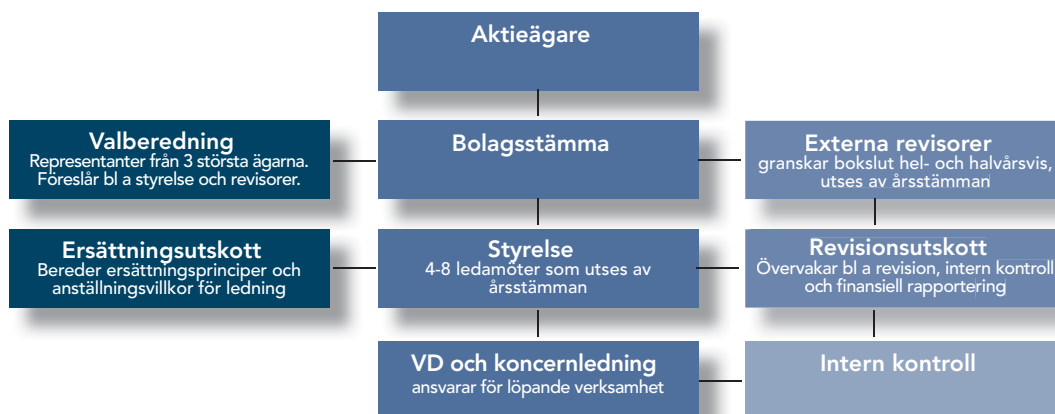 Aktieägare
Valberedning
Representanter från 3 största ägarna.
Föreslår bl a styrelse och revisorer.
Bolagsstämma
Externa revisorer
granskar bokslut hel- och halvårsvis,
utses av årsstämman
Ersättningsutskott
Bereder ersättningsprinciper och
anställningsvillkor för ledning
Styrelse
4-8 ledamöter som utses av
årsstämman
Revisionsutskott
Övervakar bl a revision, intern kontroll
och finansiell rapportering
VD och koncernledning
ansvarar för löpande verksamhet
Intern kontroll